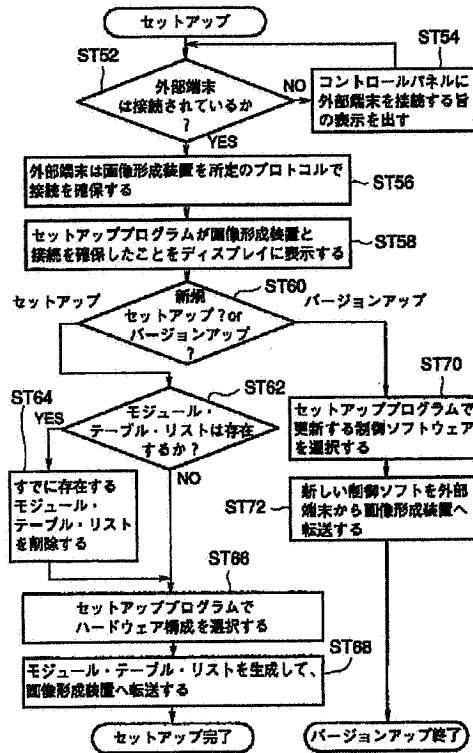 セットアップ
ST52
外部端末
は接続されているか
?
NO
YES
ST54
コントロールパネルに
外部端末を接続する旨
の表示を出す
外部端末は画像形成装置を所定のプロトコルで
接続を確保する
ST56
セットアッププログラムが画像形成装置と
接続を確保したことをディスプレイに表示する
ST58
ST60
新規
セットアップ?or
バージョンアップ
?
セットアップ
バージョンアップ
ST62
モジュール・
テーブル・リストは存在
するか?
YES
NO
ST64
すでに存在する
モジュール・
テーブル・リスト
を削除する
ST70
セットアッププログラムで
更新する制御ソフトウェア
を選択する
ST72
新しい制御ソフトを外部
端末から画像形成装置へ
転送する
ST66
セットアッププログラムで
ハードウェア構成を選択する
ST68
モジュール・テーブル・リストを生成して、
画像形成装置へ転送する
セットアップ完了
バージョンアップ終了